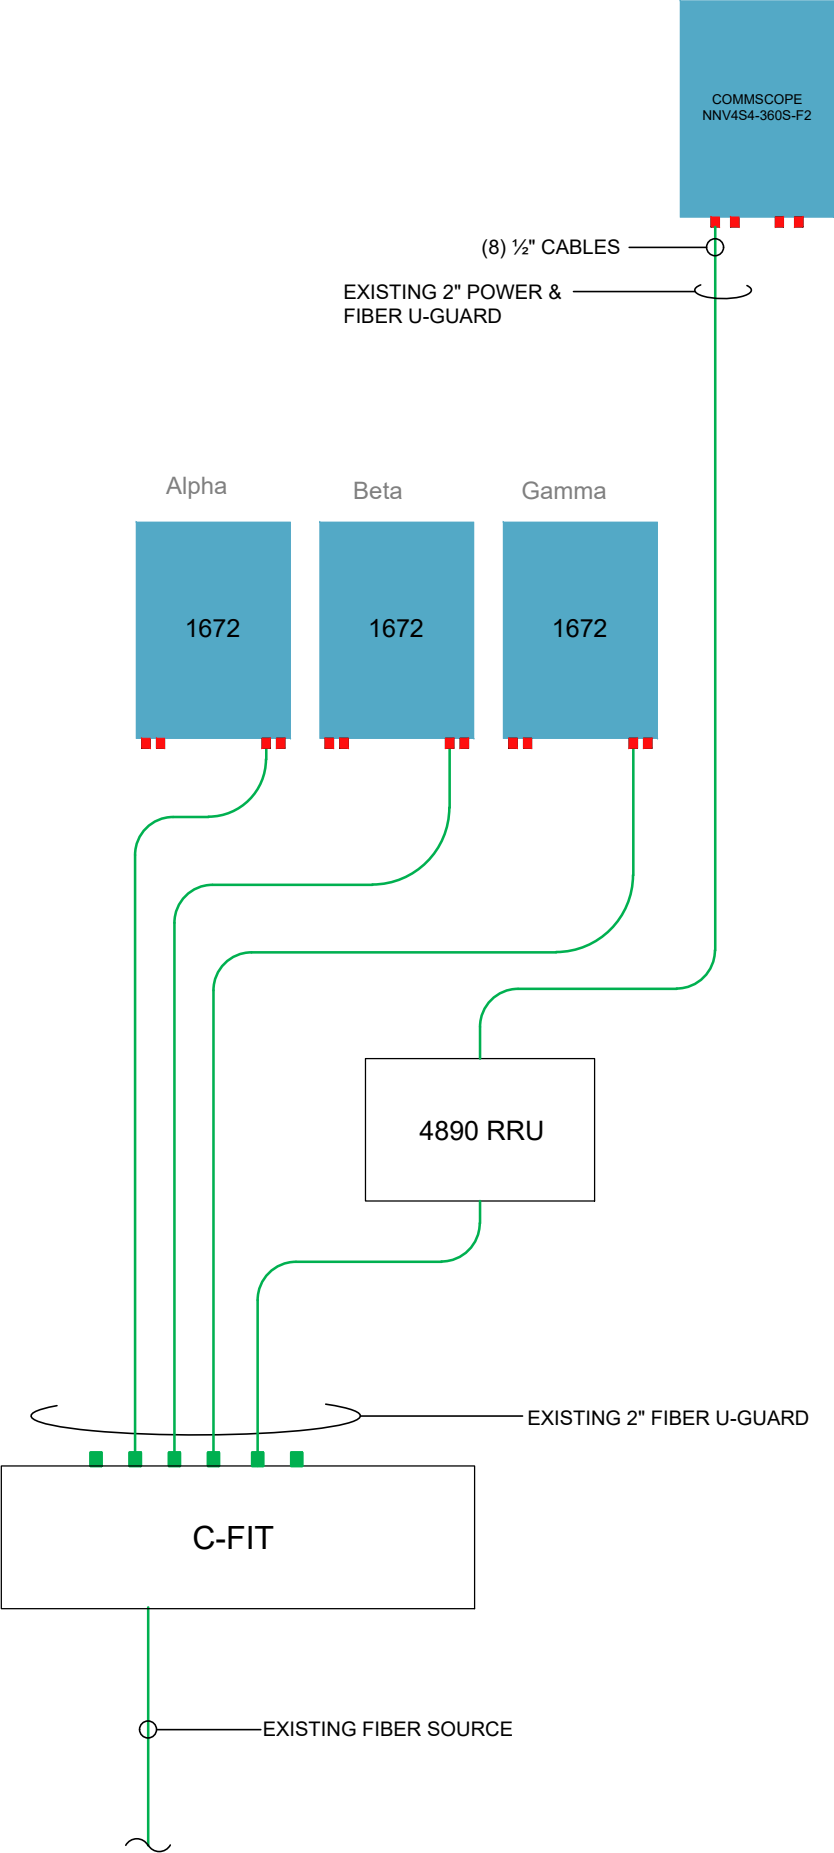 COMMSCOPE
NNV4S4-360S-F2
(8) ½" CABLES
EXISTING 2" POWER &
FIBER U-GUARD
Alpha
Beta
Gamma
1672
1672
1672
4890 RRU
EXISTING 2" FIBER U-GUARD
C-FIT
EXISTING FIBER SOURCE